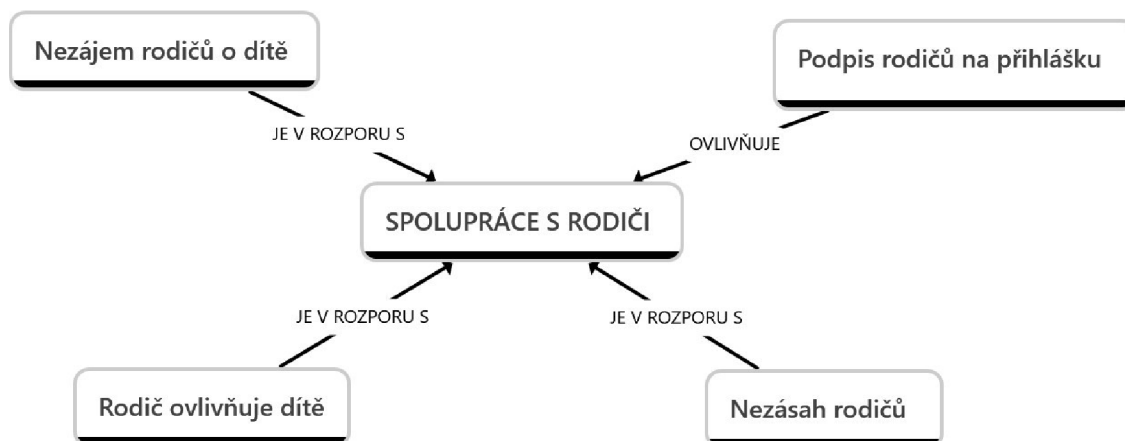 Nezájem rodičů o dítě
Podpis rodičů na přihlášku
JE V ROZPORU S
OVLIVŇUJE
SPOLUPRÁCE S RODIČI
JE V ROZPORU S
JE V ROZPORU S
Rodič ovlivňuje dítě
Nezásah rodičů